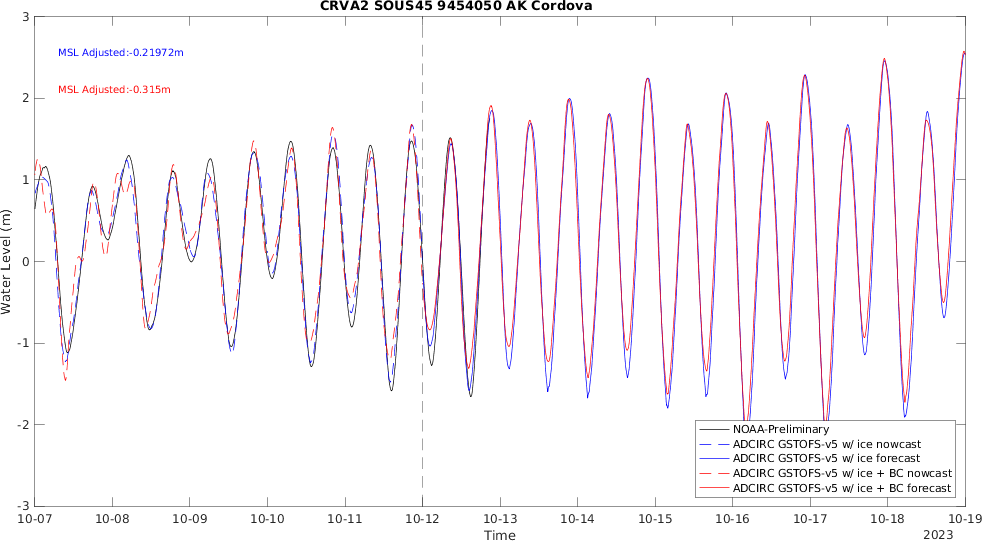 CRVA2 SOUS45 9454050 AK Cordova
MSL Adjusted:-0.21972m
MSL Adjusted:-0.315m
Water Level (m)
3
2
1
0
-1
-2
-3
NOAA-Preliminary
ADCIRC GSTOFS-v5 w/ ice nowcast
ADCIRC GSTOFS-v5 w/ ice forecast
ADCIRC GSTOFS-v5 w/ ice + BC nowcast
ADCIRC GSTOFS-v5 w/ ice + BC forecast
10-07 10-08 10-09 10-10 10-11 10-12 10-13 10-14 10-15 10-16 10-17 10-18 10-19
Time
2023